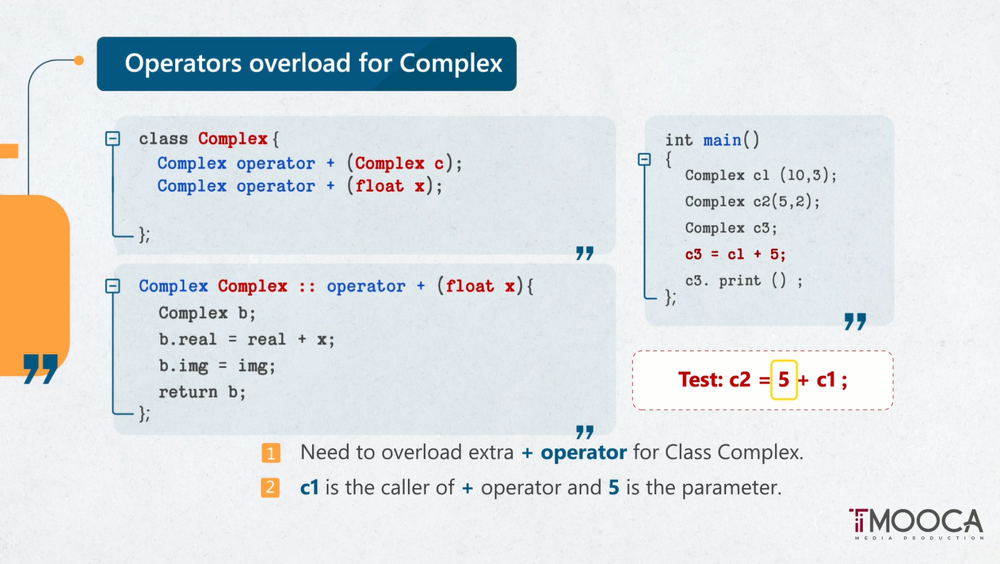 Operators overload for Complex
class Complex{
Complex operator + (Complex c);
Complex operator + (float x);
};
Complex Complex :: operator + (float x){
Complex b;
b.real = real + x;
b.img = img;
return b;
};
int main()
{
Complex c1 (10,3);
Complex c2(5,2);
Complex c3;
c3 = c1 + 5;
c3. print () ;
};
Test: c2 = 5 + c1 ;
1 Need to overload extra + operator for Class Complex.
2 c1 is the caller of + operator and 5 is the parameter.
TiMOOCA
MEDIA PRODUCTION